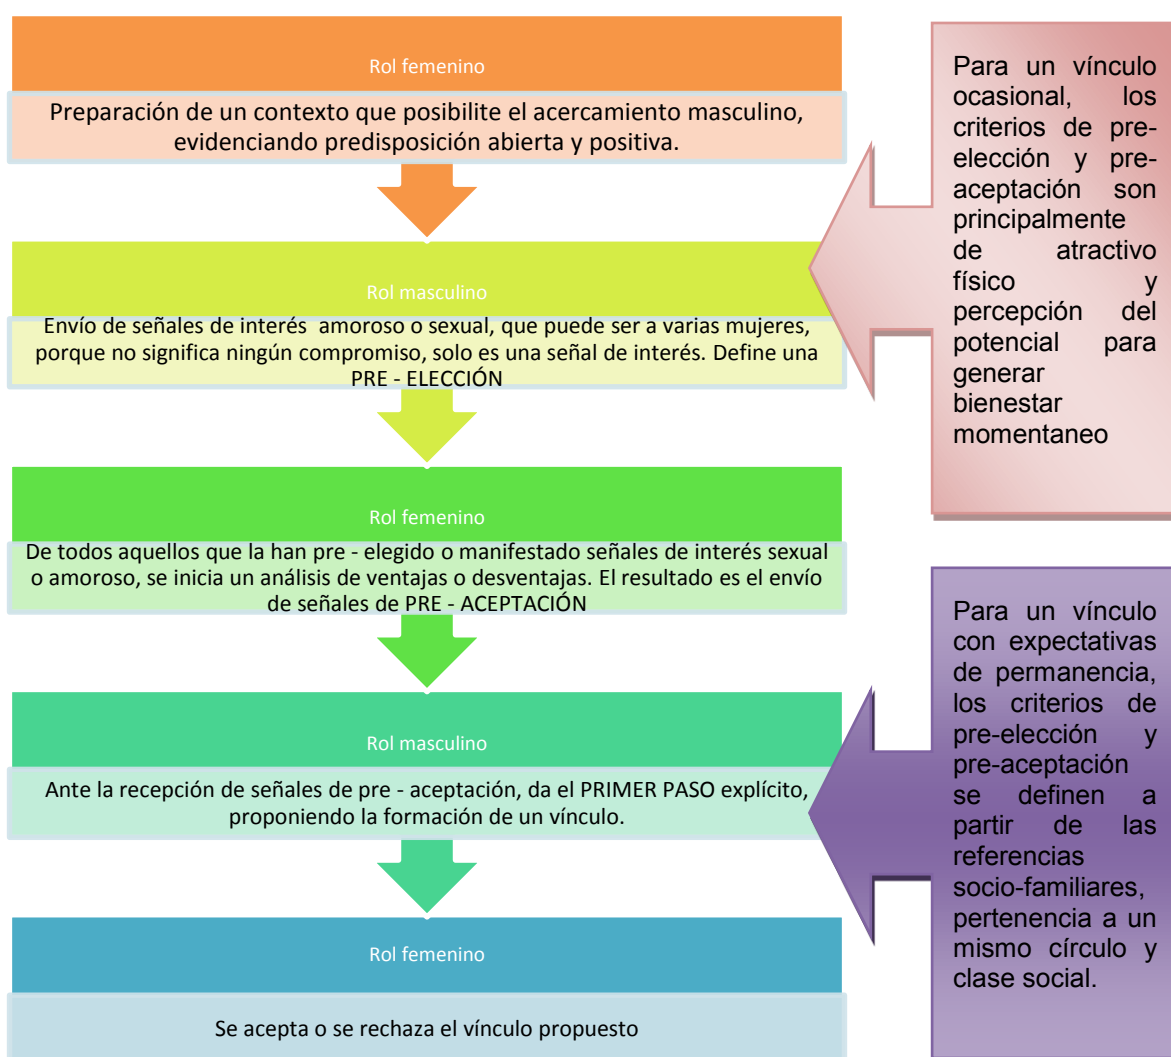 Rol femenino
Preparación de un contexto que posibilite el acercamiento masculino,
evidenciando predisposición abierta y positiva.
Rol masculino
Envío de señales de interés  amoroso o sexual, que puede ser a varias mujeres,
porque no significa ningún compromiso, solo es una señal de interés. Define una
PRE - ELECCIÓN
Rol femenino
De todos aquellos que la han pre - elegido o manifestado señales de interés sexual
o amoroso, se inicia un análisis de ventajas o desventajas. El resultado es el envío
de señales de PRE - ACEPTACIÓN
Rol masculino
Ante la recepción de señales de pre - aceptación, da el PRIMER PASO explícito,
proponiendo la formación de un vínculo.
Rol femenino
Se acepta o se rechaza el vínculo propuesto
Para un vínculo
ocasional, los
criterios de pre-
elección y pre-
aceptación son
principalmente
de atractivo
físico y
percepción del
potencial para
generar
bienestar
momentaneo
Para un vínculo
con expectativas
de permanencia,
los criterios de
pre-elección y
pre-aceptación
se definen a
partir de las
referencias
socio-familiares,
pertenencia a un
mismo círculo y
clase social.